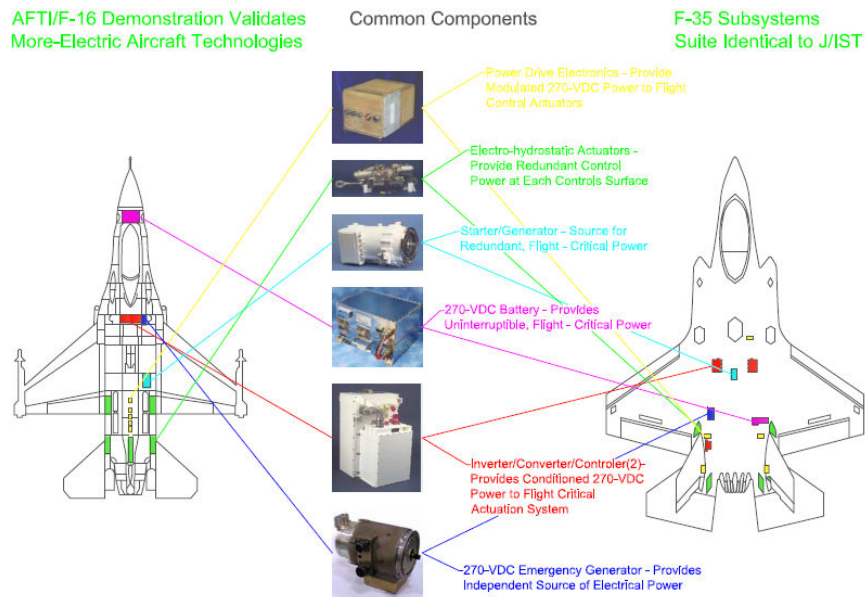 AFTI/F-16 Demonstration Validates
More-Electric Aircraft Technologies
Common Components
F-35 Subsystems
Suite Identical to J/IST
Power Drive Electronics - Provide
Modulated 270-VDC Power to Flight
Control Actuators
Electro-hydrostatic Actuators -
Provide Redundant Control
Power at Each Controls Surface
Starter/Generator - Source for
Redundant, Flight - Critical Power
270-VDC Battery - Provides
Uninterruptible, Flight - Critical Power
Inverter/Converter/Controler(2)-
Provides Conditioned 270-VDC
Power to Flight Critical
Actuation System
270-VDC Emergency Generator - Provides
Independent Source of Electrical Power